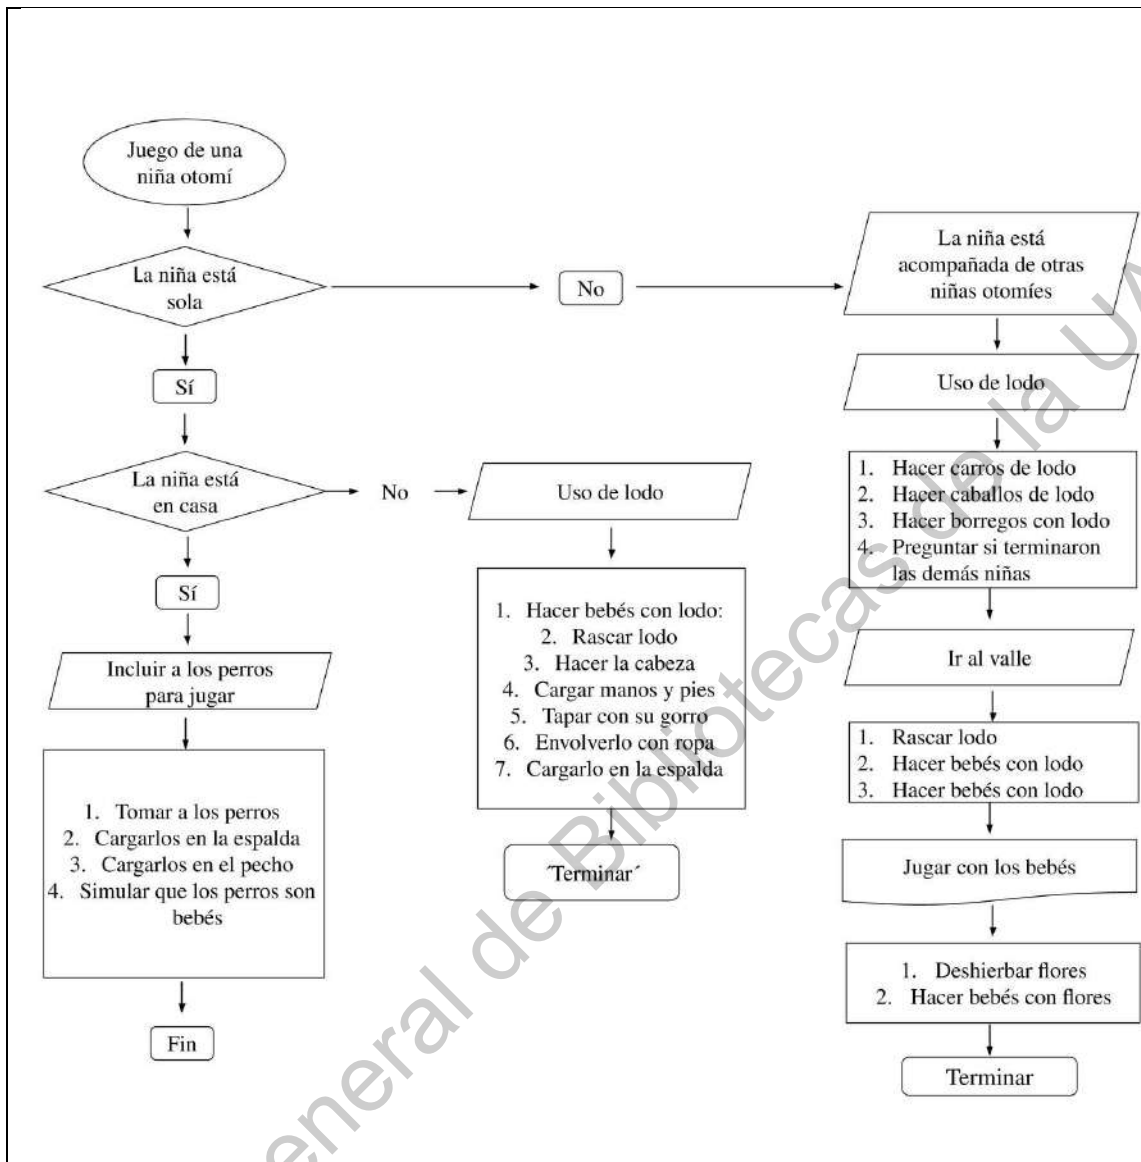 Juego de una
niña otomí
La niña está
sola
No
La niña está
acompañada de otras
niñas otomíes
Sí
Uso de lodo
La niña está
en casa
No
Uso de lodo
1. Hacer carros de lodo
2. Hacer caballos de lodo
3. Hacer borregos con lodo
4. Preguntar si terminaron
las demás niñas
Sí
1. Hacer bebés con lodo:
2. Rascar lodo
3. Hacer la cabeza
4. Cargar manos y pies
5. Tapar con su gorro
6. Envolverlo con ropa
7. Cargarlo en la espalda
Incluir a los perros
para jugar
Ir al valle
1. Rascar lodo
2. Hacer bebés con lodo
3. Hacer bebés con lodo
1. Tomar a los perros
2. Cargarlos en la espalda
3. Cargarlos en el pecho
4. Simular que los perros son
bebés
´Terminar´
Jugar con los bebés
1. Deshierbar flores
2. Hacer bebés con flores
Fin
Terminar
eneral de Bibliotecas de la UA